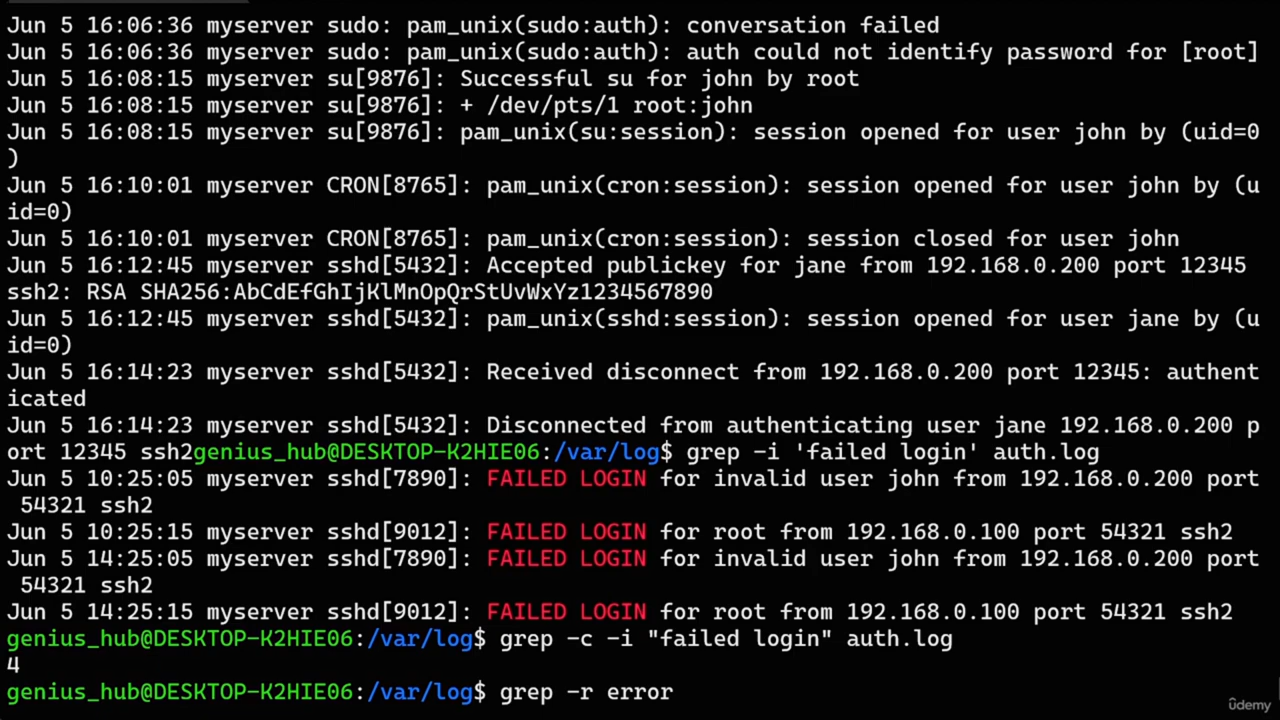 Jun 5 16:06:36 myserver sudo: pam_unix(sudo:auth): conversation failed
Jun 5 16:06:36 myserver sudo: pam_unix(sudo:auth): auth could not identify password for [root]
Jun 5 16:08:15 myserver su[9876]: Successful su for john by root
Jun 5 16:08:15 myserver su[9876]: + /dev/pts/1 root:john
Jun 5 16:08:15 myserver su[9876]: pam_unix(su:session): session opened for user john by (uid=0
)
Jun 5 16:10:01 myserver CRON[8765]: pam_unix(cron:session): session opened for user john by (u
id=0)
Jun 5 16:10:01 myserver CRON[8765]: pam_unix(cron:session): session closed for user john
Jun 5 16:12:45 myserver sshd[5432]: Accepted publickey for jane from 192.168.0.200 port 12345
ssh2: RSA SHA256:AbCdEfGhIjKlMnOpQrStUvWxYz1234567890
Jun 5 16:12:45 myserver sshd[5432]: pam_unix(sshd:session): session opened for user jane by (u
id=0)
Jun 5 16:14:23 myserver sshd[5432]: Received disconnect from 192.168.0.200 port 12345: authent
icated
Jun 5 16:14:23 myserver sshd[5432]: Disconnected from authenticating user jane 192.168.0.200 p
ort 12345 ssh2genius_hub@DESKTOP-K2HIE06:/var/log$ grep -i 'failed login' auth.log
Jun 5 10:25:05 myserver sshd[7890]: FAILED LOGIN for invalid user john from 192.168.0.200 port
54321 ssh2
Jun 5 10:25:15 myserver sshd[9012]: FAILED LOGIN for root from 192.168.0.100 port 54321 ssh2
Jun 5 14:25:05 myserver sshd[7890]: FAILED LOGIN for invalid user john from 192.168.0.200 port
54321 ssh2
Jun 5 14:25:15 myserver sshd[9012]: FAILED LOGIN for root from 192.168.0.100 port 54321 ssh2
genius_hub@DESKTOP-K2HIE06:/var/log$ grep -c -i "failed login" auth.log
4
genius_hub@DESKTOP-K2HIE06:/var/log$ grep -r error
ûdemy